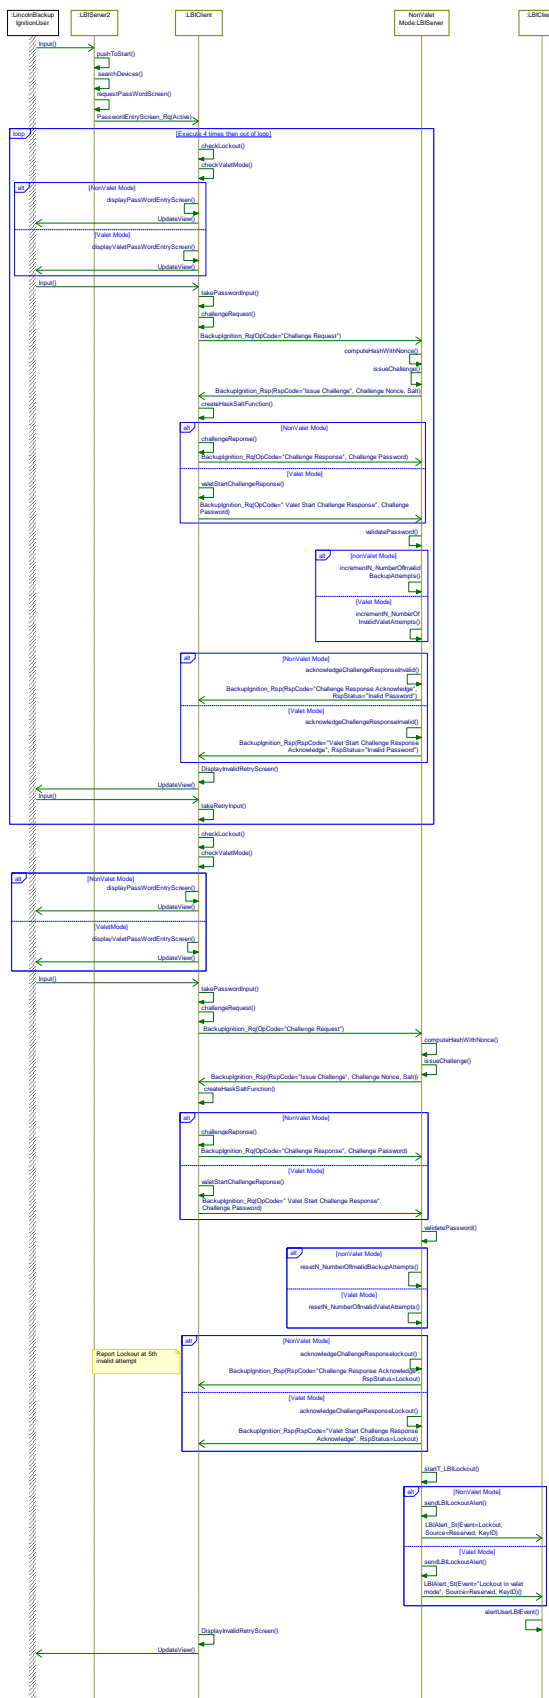 :LincolnBackup
IgnitionUser
:LBIServer2
:LBIClient
NonValet
Mode:LBIServer
:LBIClie
Input()
pushToStart()
searchDevices()
requestPassWordScreen()
PasswordEntryScreen_Rq(Active)
loop
[Execute 4 times then out of loop]
checkLockout()
checkValetMode()
alt
[NonValet Mode]
displayPassWordEntryScreen()
UpdateView()
[Valet Mode]
displayValetPassWordEntryScreen()
UpdateView()
Input()
takePasswordInput()
challengeRequest()
BackupIgnition_Rq(OpCode="Challenge Request")
computeHashWithNonce()
issueChallenge()
BackupIgnition_Rsp(RspCode="Issue Challenge", Challenge Nonce, Salt)
createHaskSaltFunction()
alt
[NonValet Mode]
challengeReponse()
BackupIgnition_Rq(OpCode="Challenge Response", Challenge Password)
[Valet Mode]
valetStartChallengeReponse()
BackupIgnition_Rq(OpCode=" Valet Start Challenge Response", Challenge
Password)
validatePassword()
alt
[nonValet Mode]
incrementN_NumberOfInvalid
BackupAttempts()
[Valet Mode]
incrementN_NumberOf
InvalidValetAttempts()
alt
[NonValet Mode]
acknowledgeChallengeResponseInvalid()
BackupIgnition_Rsp(RspCode="Challenge Response Acknowledge",
RspStatus="Inalid Password")
[Valet Mode]
acknowledgeChallengeResponseInvalid()
BackupIgnition_Rsp(RspCode="Valet Start Challenge Response
Acknowledge", RspStatus="Invalid Password")
DisplayInvalidRetryScreen()
UpdateView()
Input()
takeRetryInput()
checkLockout()
checkValetMode()
alt
[NonValet Mode]
displayPassWordEntryScreen()
UpdateView()
[ValetMode]
displayValetPassWordEntryScreen()
UpdateView()
Input()
takePasswordInput()
challengeRequest()
BackupIgnition_Rq(OpCode="Challenge Request")
computeHashWithNonce()
issueChallenge()
BackupIgnition_Rsp(RspCode="Issue Challenge", Challenge Nonce, Salt)
createHaskSaltFunction()
alt
[NonValet Mode]
challengeReponse()
BackupIgnition_Rq(OpCode="Challenge Response", Challenge Password)
[Valet Mode]
valetStartChallengeReponse()
BackupIgnition_Rq(OpCode=" Valet Start Challenge Response",
Challenge Password)
validatePassword()
alt
[nonValet Mode]
resetN_NumberOfInvalidBackupAttempts()
[Valet Mode]
resetN_NumberOfInvalidValetAttempts()
alt
[NonValet Mode]
Report Lockout at 5th
invalid attempt
acknowledgeChallengeResponselockout()
BackupIgnition_Rsp(RspCode="Challenge Response Acknowledge",
RspStatus=Lockout)
[Valet Mode]
acknowledgeChallengeResponseLockout()
BackupIgnition_Rsp(RspCode="Valet Start Challenge Response
Acknowledge", RspStatus=Lockout)
startT_LBILockout()
alt
[NonValet Mode]
sendLBILockoutAlert()
LBIAlert_St(Event=Lockout,
Source=Reserved, KeyID)
[Valet Mode]
sendLBILockoutAlert()
LBIAlert_St(Event="Lockout in valet
mode", Source=Reserved, KeyID)()
alertUserLBIEvent()
DisplayInvalidRetryScreen()
UpdateView()